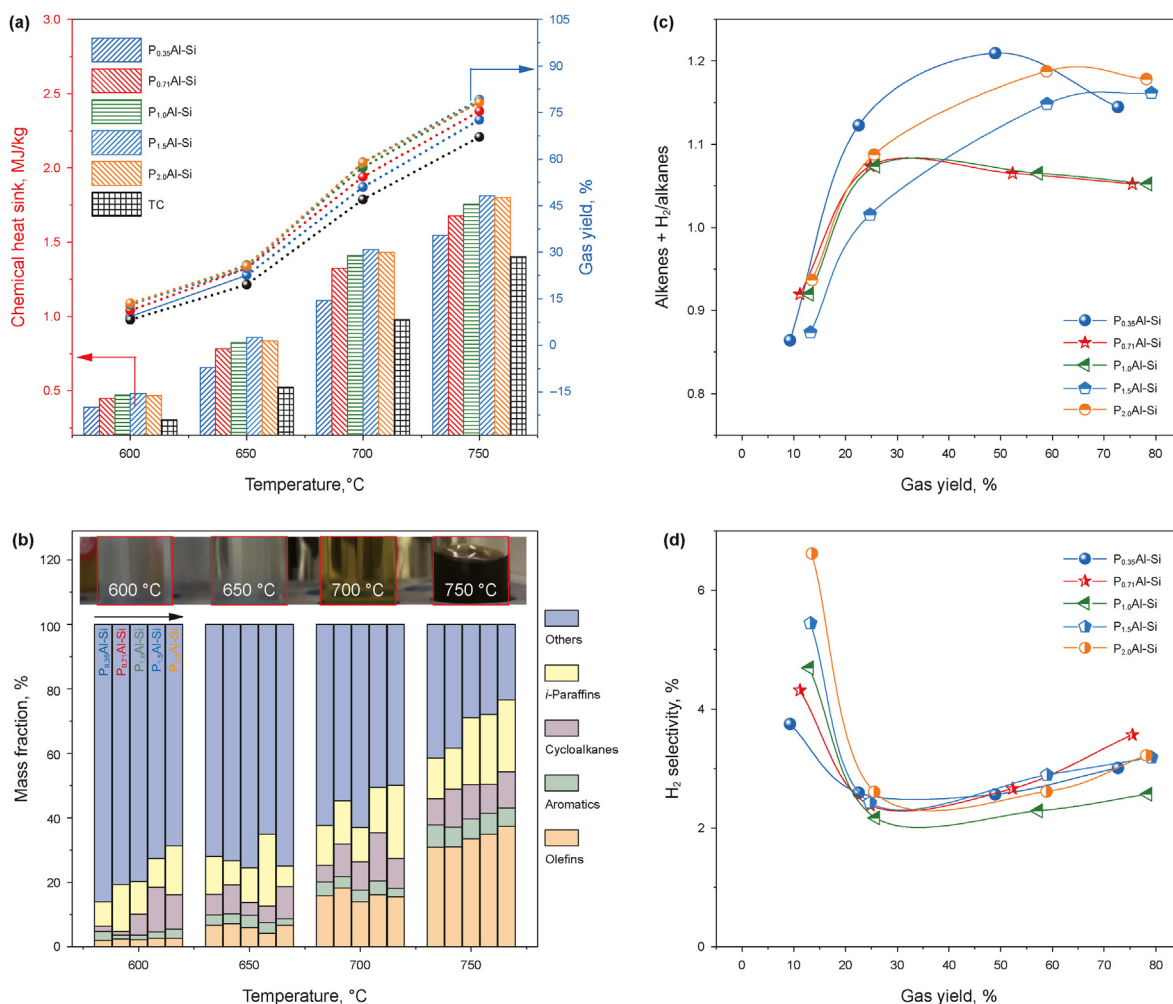 (a)
3.0
2.5
2.0
1.5
1.0
0.5
Chemical heat sink, MJ/kg
P0.35Al-Si
P0.71Al-Si
P1.0Al-Si
P1.5Al-Si
P2.0Al-Si
TC
105
90
75
60
45
30
15
0
−15
Gas yield, %
600 650 700 750
Temperature,°C
(c)
1.2
1.1
1.0
0.9
0.8
Alkenes + H2/alkanes
P0.35Al-Si
P0.71Al-Si
P1.0Al-Si
P1.5Al-Si
P2.0Al-Si
0 10 20 30 40 50 60 70 80
Gas yield, %
(b)
120
100
80
60
40
20
0
Mass fraction, %
600 °C 650 °C 700 °C 750 °C
P0.35Al-Si
P0.71Al-Si
P1.0Al-Si
P1.5Al-Si
P2.0Al-Si
Others
i-Paraffins
Cycloalkanes
Aromatics
Olefins
600 650 700 750
Temperature, °C
(d)
6
4
2
0
H2 selectivity, %
P0.35Al-Si
P0.71Al-Si
P1.0Al-Si
P1.5Al-Si
P2.0Al-Si
0 10 20 30 40 50 60 70 80
Gas yield, %